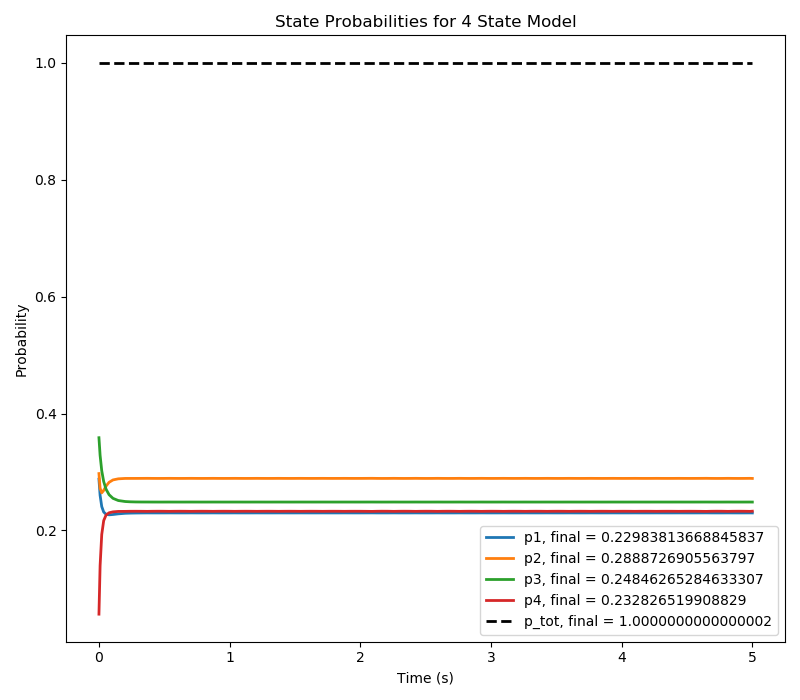 State Probabilities for 4 State Model
1.0
0.8
0.6
0.4
0.2
Probability
p1, final = 0.22983813668845837
p2, final = 0.2888726905563797
p3, final = 0.24846265284633307
p4, final = 0.232826519908829
p_tot, final = 1.0000000000000002
0 1 2 3 4 5
Time (s)